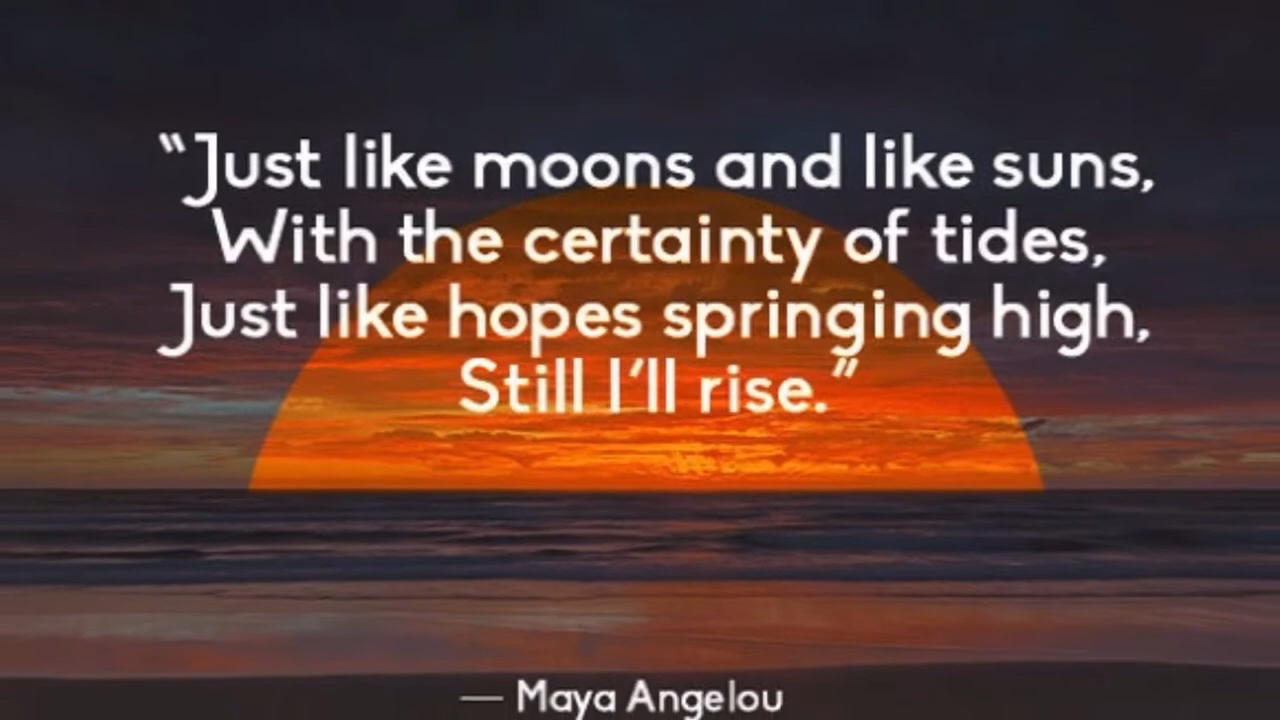 “Just like moons and like suns,
With the certainty of tides,
Just like hopes springing high,
Still I’ll rise.”
— Maya Angelou